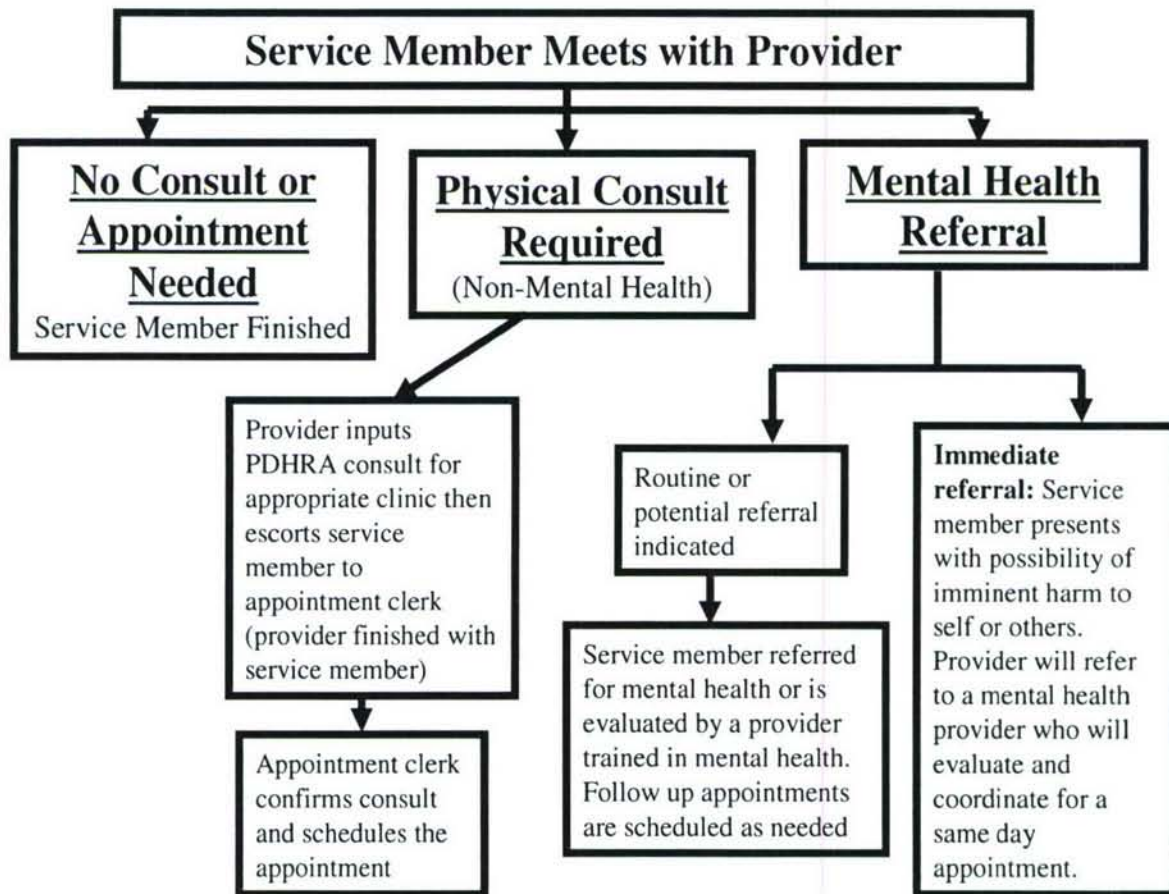 Service Member Meets with Provider
No Consult or
Appointment
Needed
Service Member Finished
Physical Consult
Required
(Non-Mental Health)
Mental Health
Referral
Provider inputs
PDHRA consult for
appropriate clinic then
escorts service
member to
appointment clerk
(provider finished with
service member)
Appointment clerk
confirms consult
and schedules the
appointment
Routine or
potential referral
indicated
Service member referred
for mental health or is
evaluated by a provider
trained in mental health.
Follow up appointments
are scheduled as needed
Immediate
referral: Service
member presents
with possibility of
imminent harm to
self or others.
Provider will refer
to a mental health
provider who will
evaluate and
coordinate for a
same day
appointment.